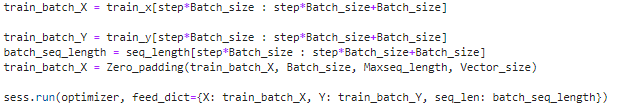 train_batch_X = train_x[step*Batch_size : step*Batch_size+Batch_size]
train_batch_Y = train_y[step*Batch_size : step*Batch_size+Batch_size]
batch_seq_length = seq_length[step*Batch_size : step*Batch_size+Batch_size]
train_batch_X = Zero_padding(train_batch_X, Batch_size, Maxseq_length, Vector_size)
sess.run(optimizer, feed_dict={X: train_batch_X, Y: train_batch_Y, seq_len: batch_seq_length})